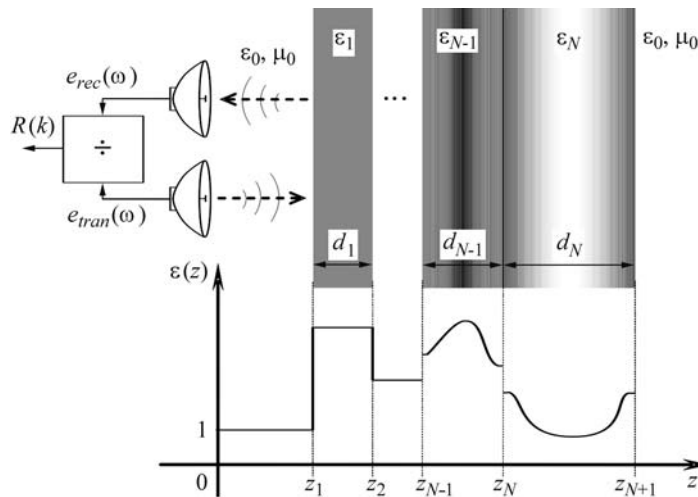 ε1 εN-1 εN ε0, μ0
ε0, μ0
erec(ω)
R(k)
÷
...
etran(ω)
d1 dN-1 dN
ε(z)
1
0 z1 z2 zN-1 zN zN+1 z